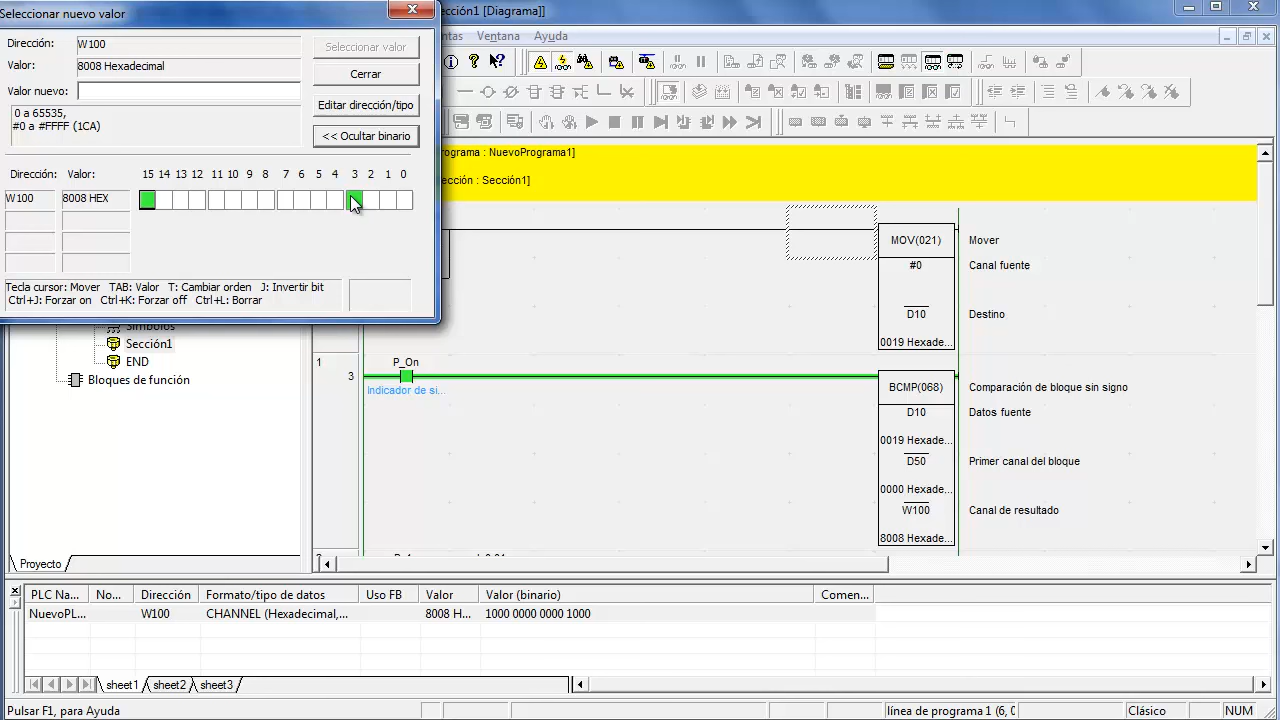 Seleccionar nuevo valor
Dirección: W100
Seleccionar valor
Valor: 8008 Hexadecimal
Cerrar
Valor nuevo:
0 a 65535,
#0 a #FFFF (1CA)
Editar dirección/tipo
<< Ocultar binario
Dirección: Valor: 15 14 13 12 11 10 9 8 7 6 5 4 3 2 1 0
W100 8008 HEX
Tecla cursor: Mover TAB: Valor T: Cambiar orden J: Invertir bit
Ctrl+J: Forzar on Ctrl+K: Forzar off Ctrl+L: Borrar
[Diagrama]]
Ventana Ayuda
: NuevoPrograma1]
: Sección1]
MOV(021) Mover
#0 Canal fuente
D10 Destino
0019 Hexade...
Símbolos
Sección1
END
Bloques de función
Proyecto
1
3
P_On
Indicador de si...
BCMP(068) Comparación de bloque sin signo
D10 Datos fuente
0019 Hexade...
D50 Primer canal del bloque
0000 Hexade...
W100 Canal de resultado
8008 Hexade...
PLC Na... No... Dirección Formato/tipo de datos Uso FB Valor Valor (binario) Comen...
NuevoPL... W100 CHANNEL (Hexadecimal,... 8008 H... 1000 0000 0000 1000
sheet1 sheet2 sheet3
Pulsar F1, para Ayuda
línea de programa 1 (6, 0
Clásico
NUM